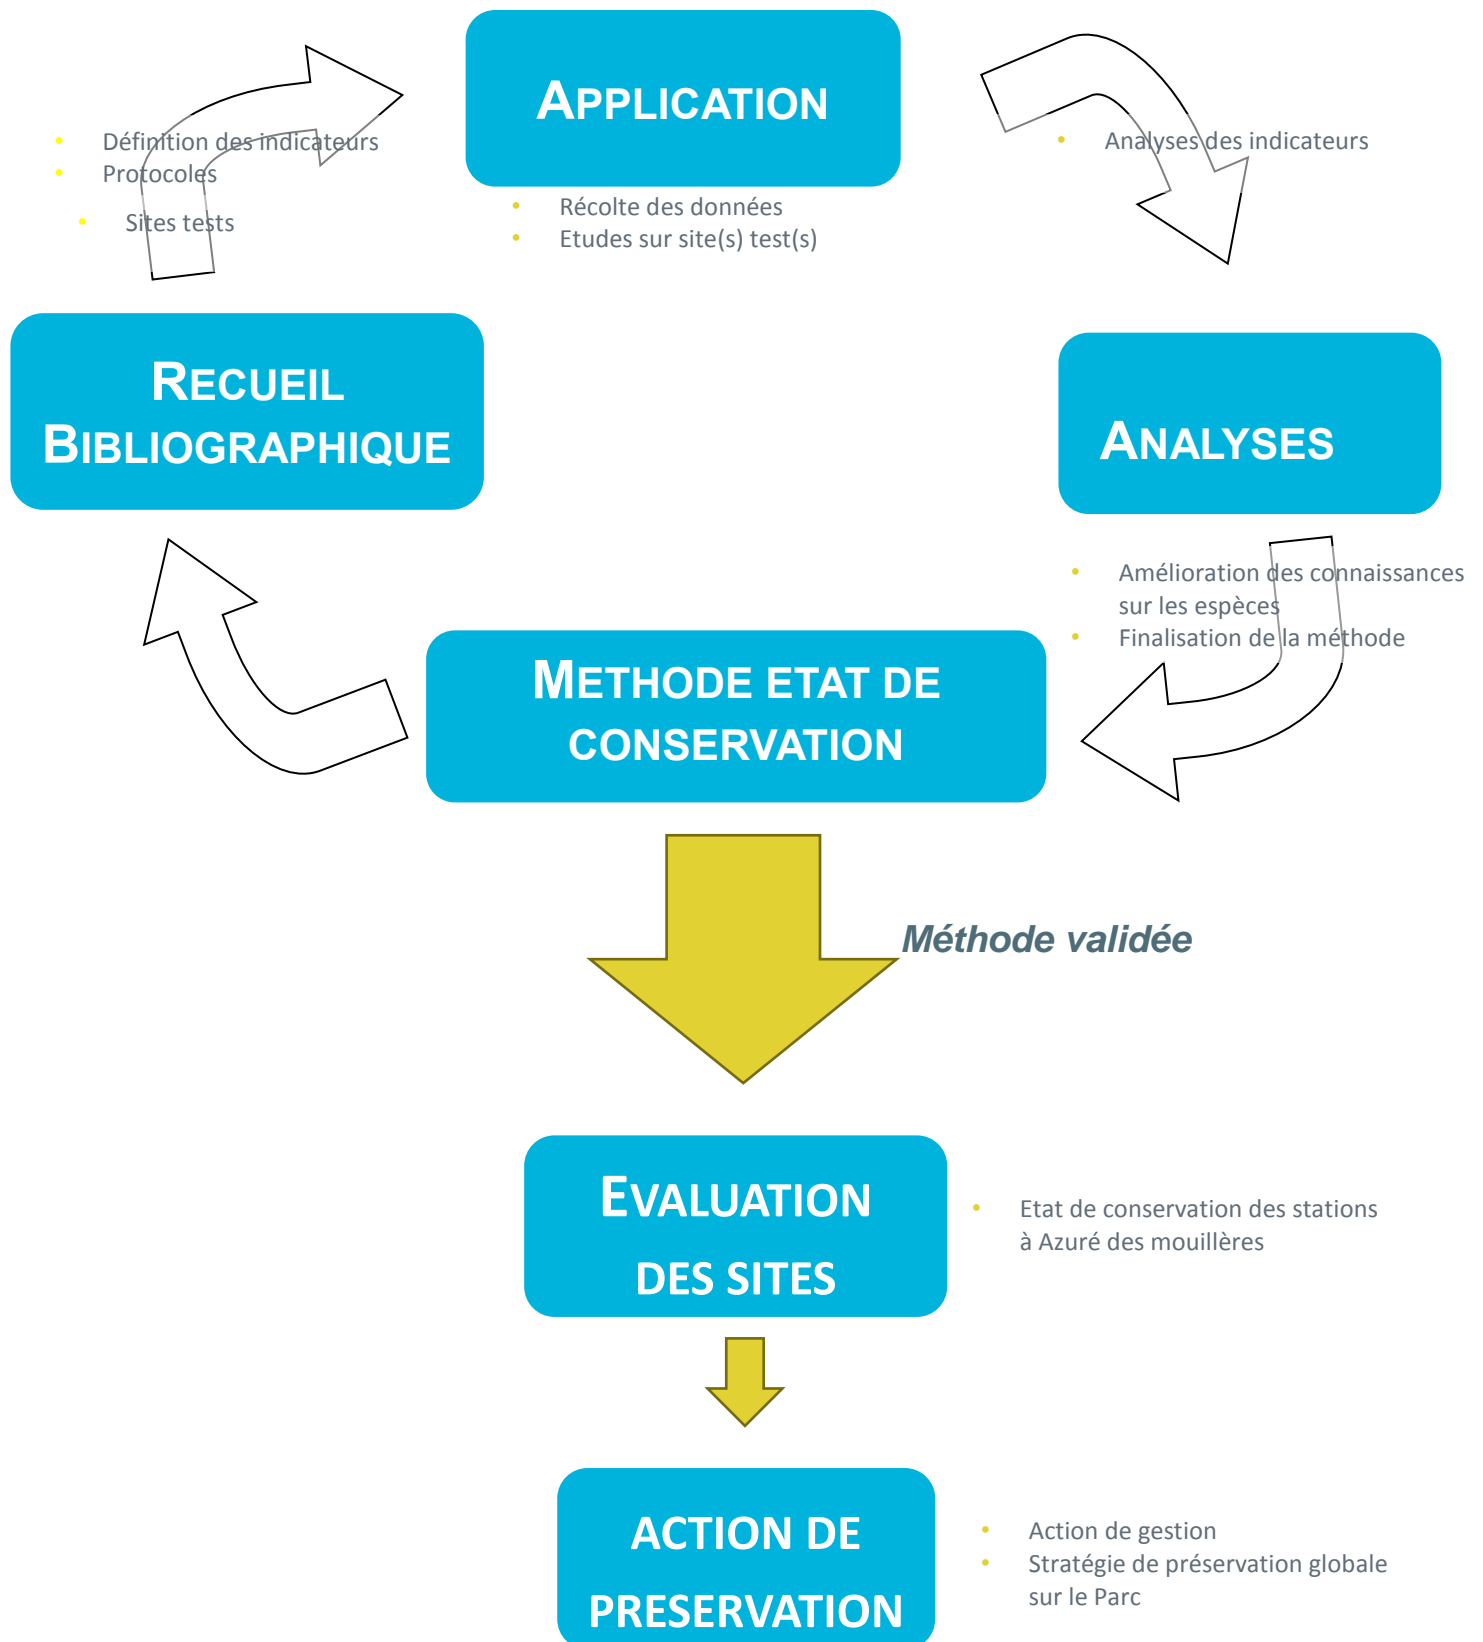 APPLICATION
• Définition des indicateurs
• Protocoles
• Sites tests
• Récolte des données
• Etudes sur site(s) test(s)
• Analyses des indicateurs
RECUEIL
BIBLIOGRAPHIQUE
ANALYSES
• Amélioration des connaissances
sur les espèces
• Finalisation de la méthode
METHODE ETAT DE
CONSERVATION
Méthode validée
EVALUATION
DES SITES
• Etat de conservation des stations
à Azuré des mouillères
ACTION DE
PRESERVATION
• Action de gestion
• Stratégie de préservation globale
sur le Parc